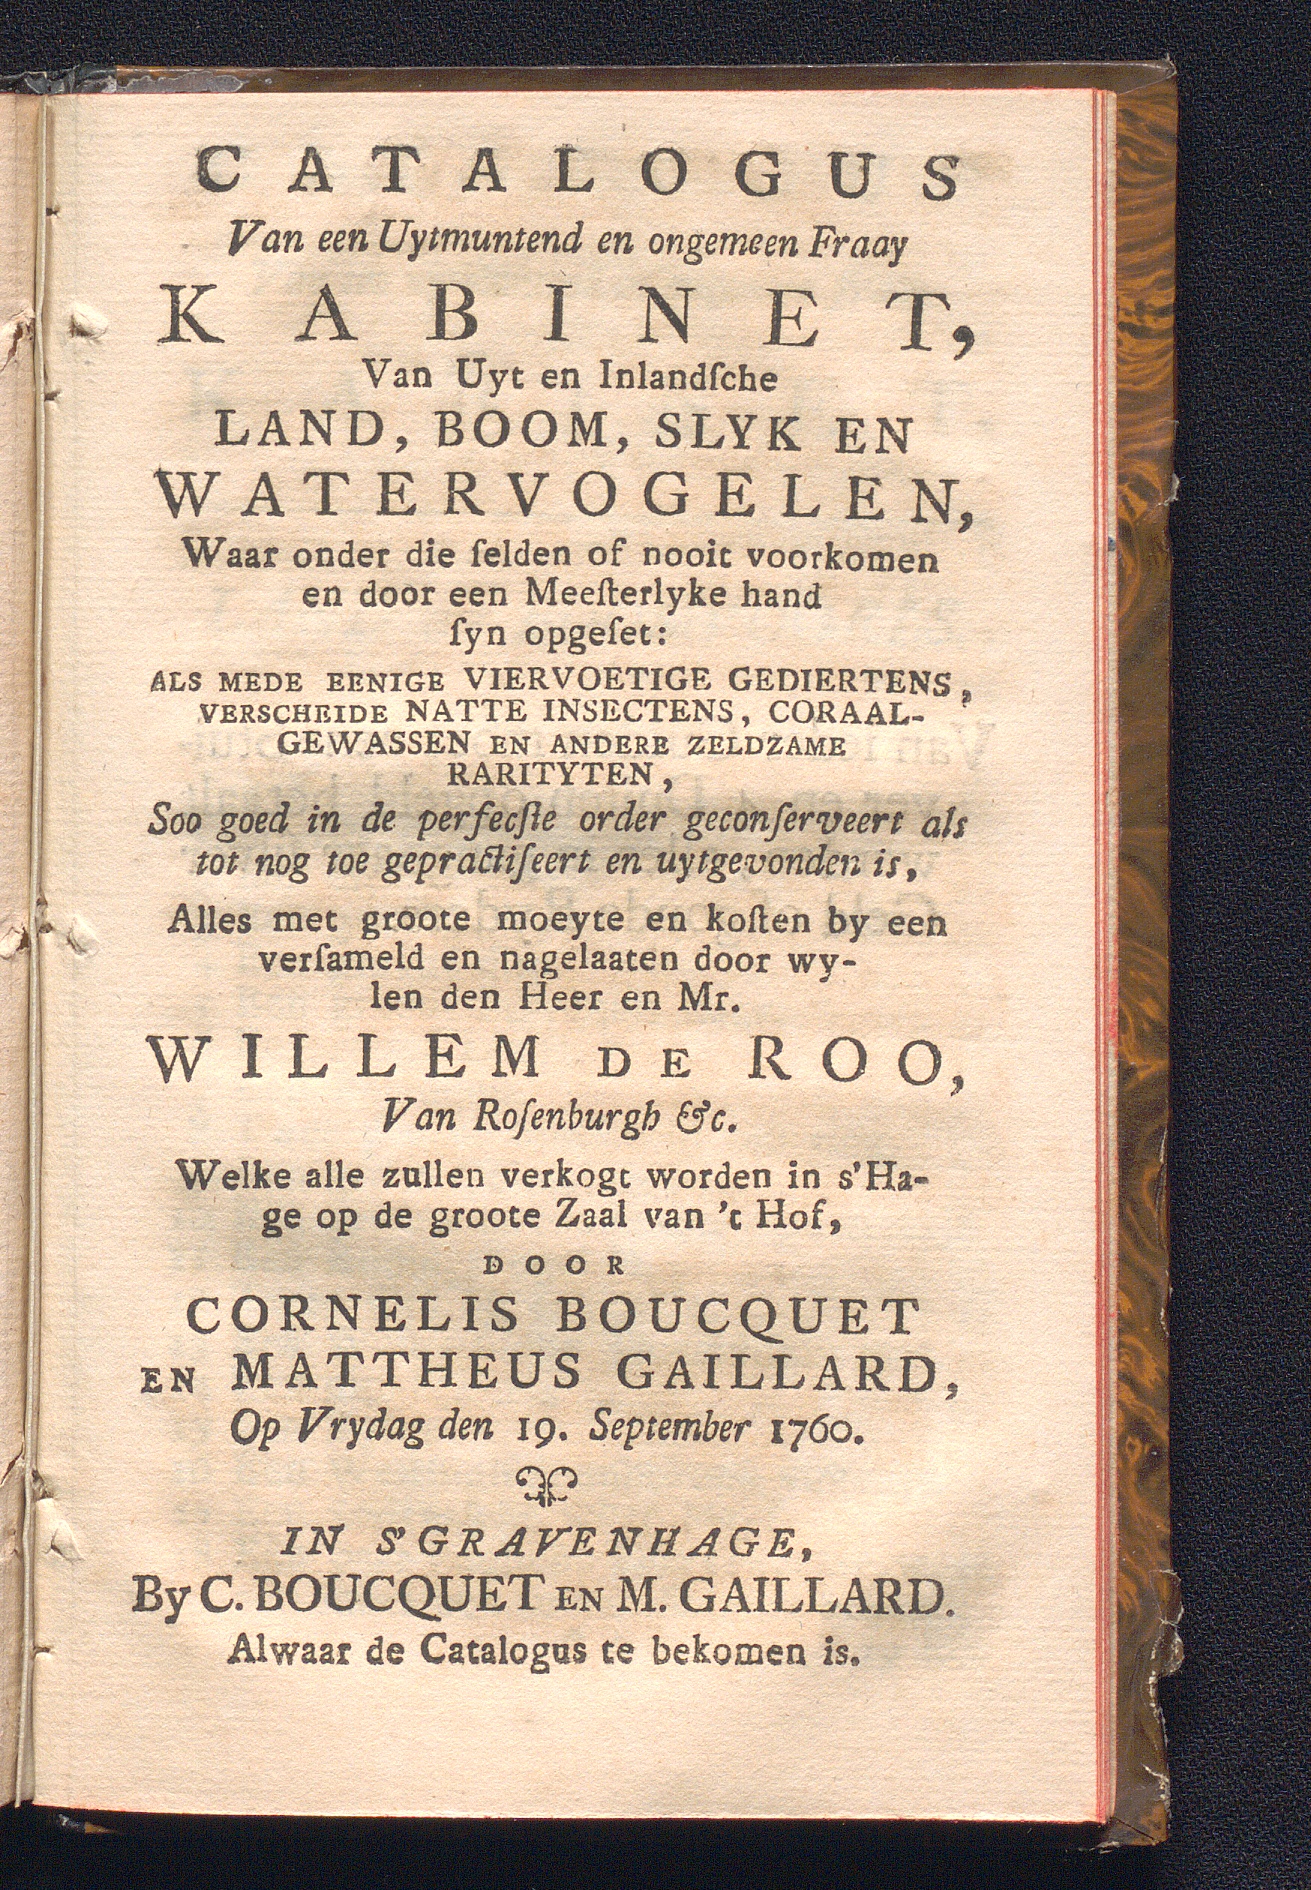 CATALOGUS
Van een Uytmuntend en ongemeen Fraay
KABINET,
Van Uyt en Inlandſche
LAND, BOOM, SLYK EN
WATERVOGELEN,
Waar onder die ſelden of nooit voorkomen
en door een Meeſterlyke hand
ſyn opgeſet:
ALS MEDE EENIGE VIERVOETIGE GEDIERTENS,
VERSCHEIDE NATTE INSECTENS, CORAAL-
GEWASSEN EN ANDERE ZELDZAME
RARITYTEN,
Soo goed in de perfecſte order geconſerveert als
tot nog toe gepractiſeert en uytgevonden is,
Alles met groote moeyte en koſten by een
verſameld en nagelaaten door wy-
len den Heer en Mr.
WILLEM DE ROO,
Van Roſenburgh &c.
Welke alle zullen verkogt worden in s'Ha-
ge op de groote Zaal van 't Hof,
DOOR
CORNELIS BOUCQUET
EN MATTHEUS GAILLARD,
Op Vrydag den 19. September 1760.
IN S'GRAVENHAGE,
By C. BOUCQUET EN M. GAILLARD.
Alwaar de Catalogus te bekomen is.